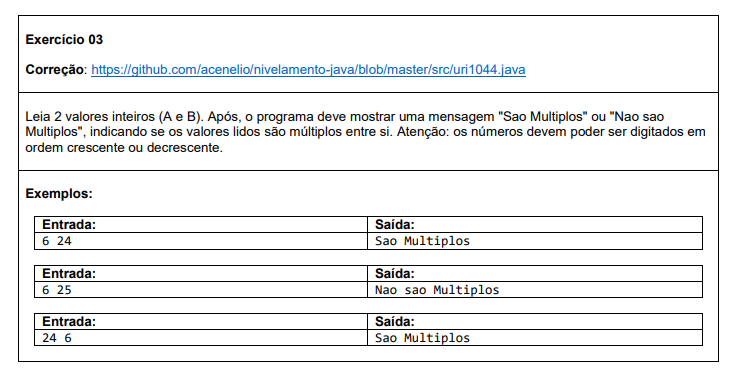 Exercício 03
Correção: https://github.com/acenelio/nivelamento-java/blob/master/src/uri1044.java
Leia 2 valores inteiros (A e B). Após, o programa deve mostrar uma mensagem "Sao Multiplos" ou "Nao sao
Multiplos", indicando se os valores lidos são múltiplos entre si. Atenção: os números devem poder ser digitados em
ordem crescente ou decrescente.
Exemplos:
Entrada: Saída:
6 24 Sao Multiplos
Entrada: Saída:
6 25 Nao sao Multiplos
Entrada: Saída:
24 6 Sao Multiplos